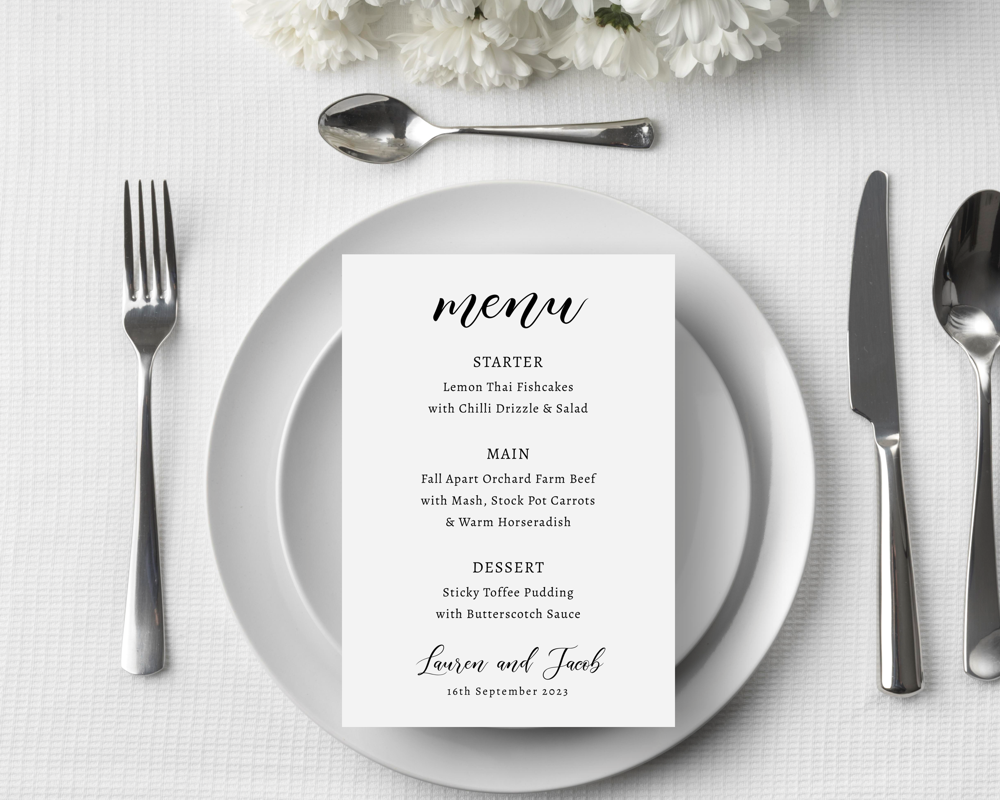 menu
STARTER
Lemon Thai Fishcakes
with Chilli Drizzle & Salad
MAIN
Fall Apart Orchard Farm Beef
with Mash, Stock Pot Carrots
& Warm Horseradish
DESSERT
Sticky Toffee Pudding
with Butterscotch Sauce
Lauren and Jacob
16th September 2023